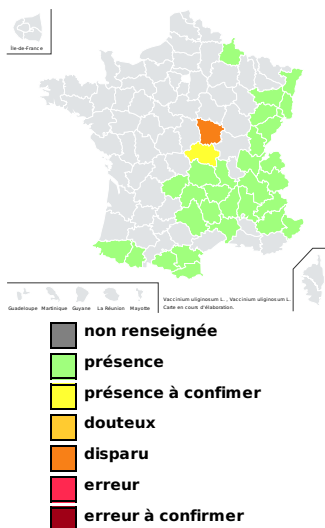 Île-de-France
Guadeloupe Martinique Guyane La Réunion Mayotte
Vaccinium uliginosum L. , Vaccinium uliginosum L.
Carte en cours d'élaboration.
non renseignée
présence
présence à confimer
douteux
disparu
erreur
erreur à confirmer